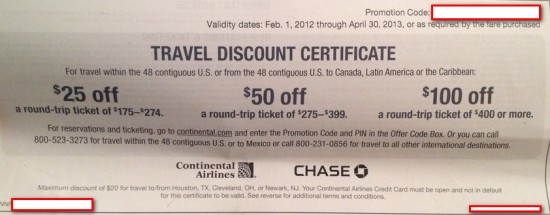 Promotion Code:
Validity dates: Feb. 1, 2012 through April 30, 2013, or as required by the fare purchased
TRAVEL DISCOUNT CERTIFICATE
For travel within the 48 contiguous U.S. or from the 48 contiguous U.S. to Canada, Latin America or the Caribbean:
$25 off
a round-trip ticket of $175–$274.
$50 off
a round-trip ticket of $275–$399.
$100 off
a round-trip ticket of $400 or more.
For reservations and ticketing, go to continental.com and enter the Promotion Code and PIN in the Offer Code Box. Or you can call
800-523-3273 for travel within the 48 contiguous U.S. or to Mexico or call 800-231-0856 for travel to all other international destinations.
Continental
Airlines
CHASE
Maximum discount of $20 for travel to/from Houston, TX, Cleveland, OH, or Newark, NJ. Your Continental Airlines Credit Card must be open and not in default
for this certificate to be valid. See reverse for additional terms and conditions.